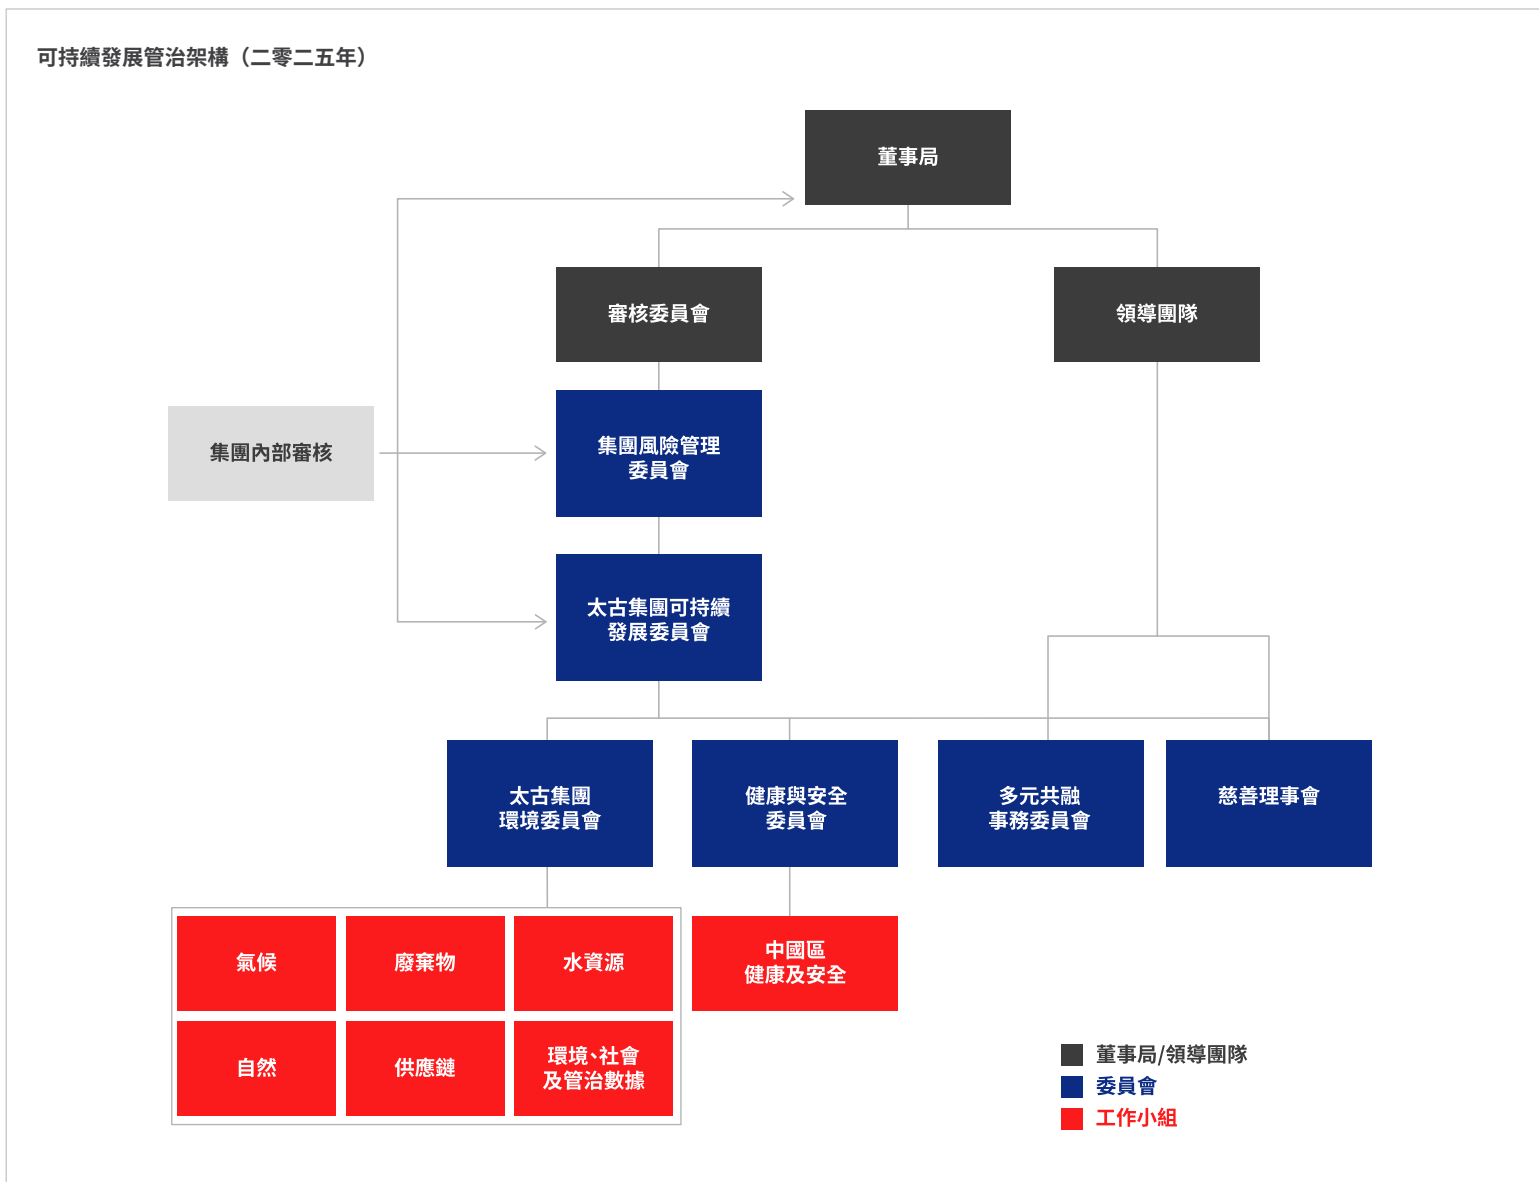 可持續發展管治架構（二零二五年）
董事局
審核委員會
領導團隊
集團內部審核
集團風險管理
委員會
太古集團可持續
發展委員會
太古集團
環境委員會
健康與安全
委員會
多元共融
事務委員會
慈善理事會
氣候
廢棄物
水資源
中國區
健康及安全
自然
供應鏈
環境、社會
及管治數據
董事局/領導團隊
委員會
工作小組